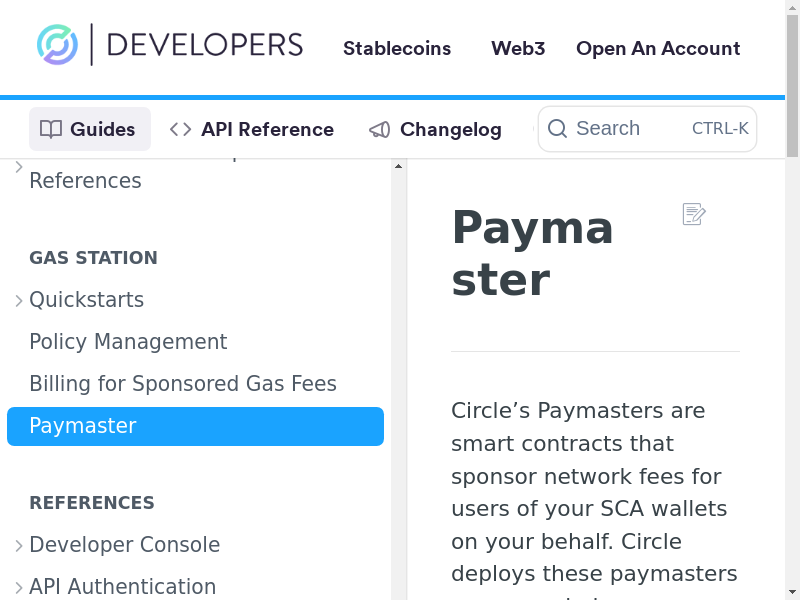 DEVELOPERS
Stablecoins
Web3
Open An Account
Guides
API Reference
Changelog
Search
CTRL-K
References
GAS STATION
Quickstarts
Policy Management
Billing for Sponsored Gas Fees
Paymaster
REFERENCES
Developer Console
API Authentication
Payma
ster
Circle’s Paymasters are
smart contracts that
sponsor network fees for
users of your SCA wallets
on your behalf. Circle
deploys these paymasters